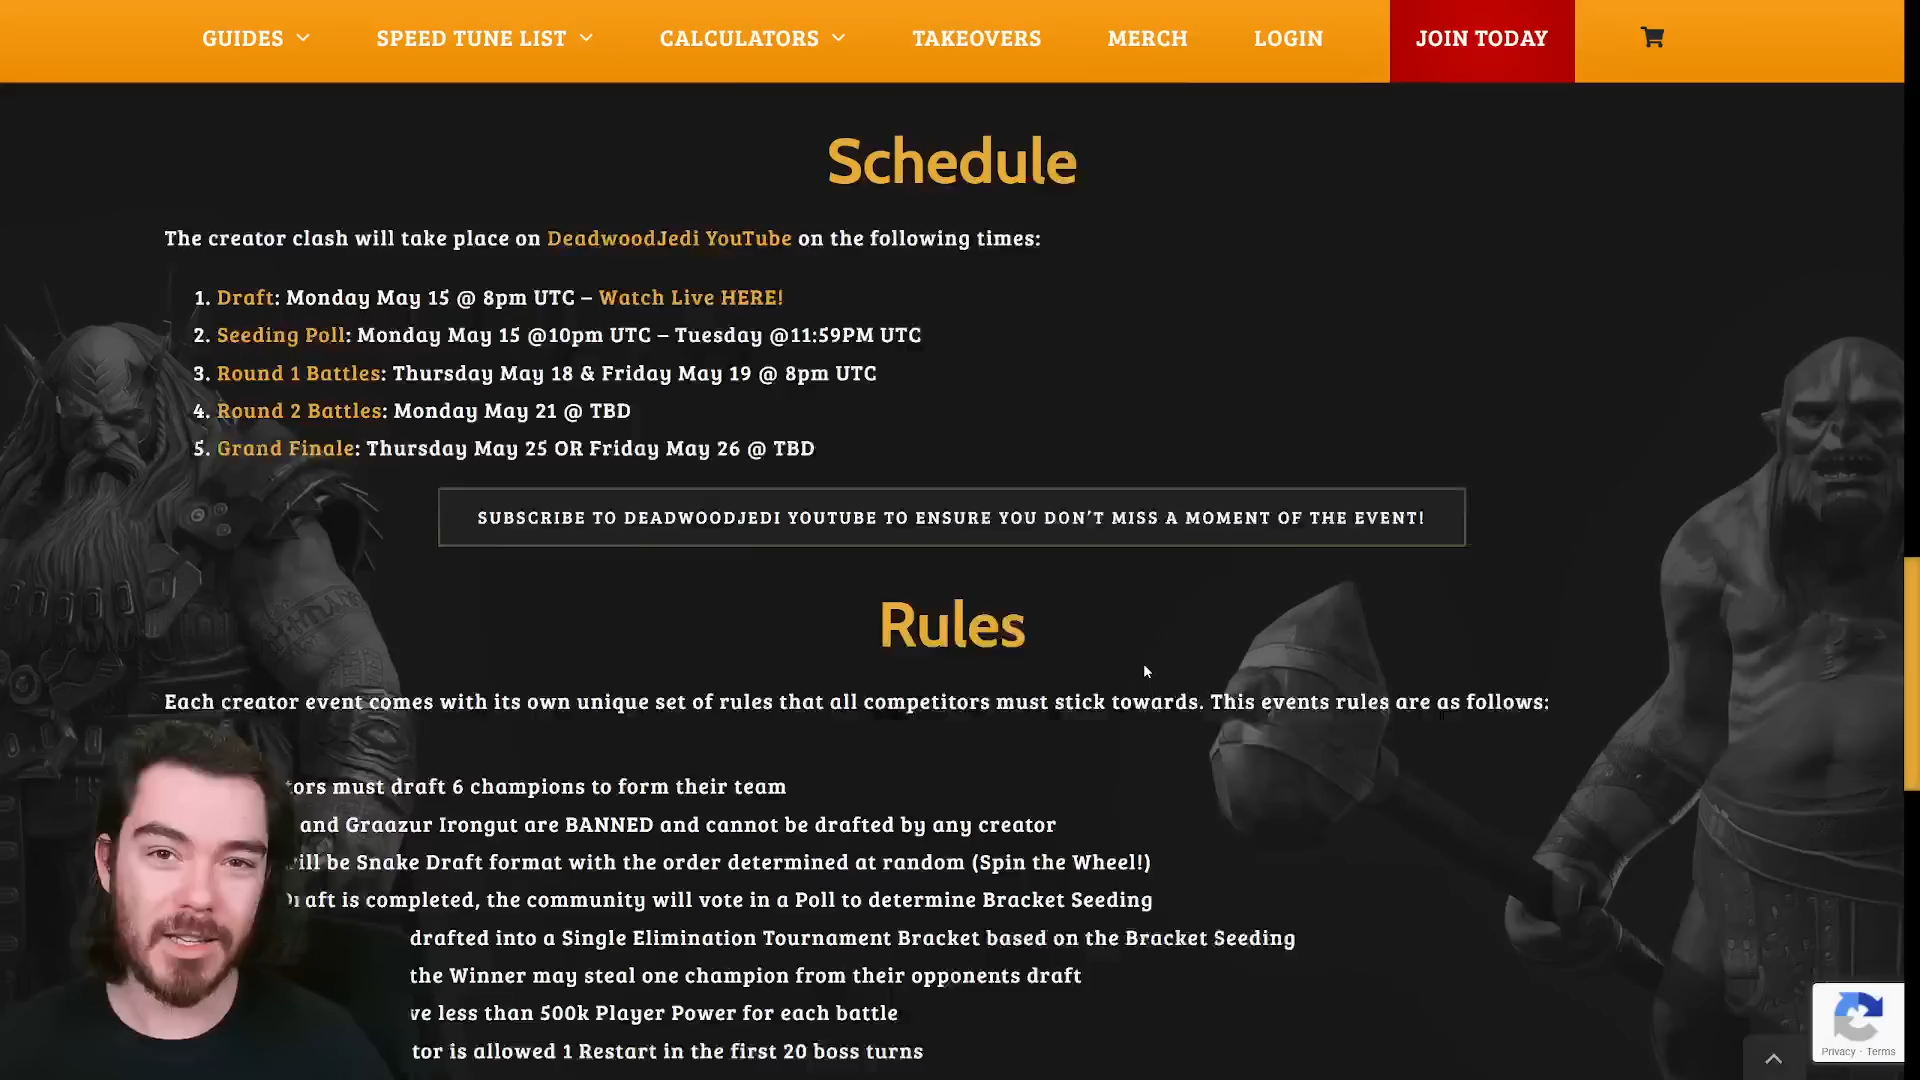 GUIDES SPEED TUNE LIST CALCULATORS TAKEOVERS MERCH LOGIN JOIN TODAY
Schedule
The creator clash will take place on DeadwoodJedi YouTube on the following times:
1. Draft: Monday May 15 @ 8pm UTC – Watch Live HERE!
2. Seeding Poll: Monday May 15 @10pm UTC – Tuesday @11:59PM UTC
3. Round 1 Battles: Thursday May 18 & Friday May 19 @ 8pm UTC
4. Round 2 Battles: Monday May 21 @ TBD
5. Grand Finale: Thursday May 25 OR Friday May 26 @ TBD
SUBSCRIBE TO DEADWOODJEDI YOUTUBE TO ENSURE YOU DON'T MISS A MOMENT OF THE EVENT!
Rules
Each creator event comes with its own unique set of rules that all competitors must stick towards. This events rules are as follows:
must draft 6 champions to form their team
and Graazur Irongut are BANNED and cannot be drafted by any creator
be Snake Draft format with the order determined at random (Spin the Wheel!)
is completed, the community will vote in a Poll to determine Bracket Seeding
drafted into a Single Elimination Tournament Bracket based on the Bracket Seeding
the Winner may steal one champion from their opponents draft
less than 500k Player Power for each battle
is allowed 1 Restart in the first 20 boss turns
Privacy - Terms